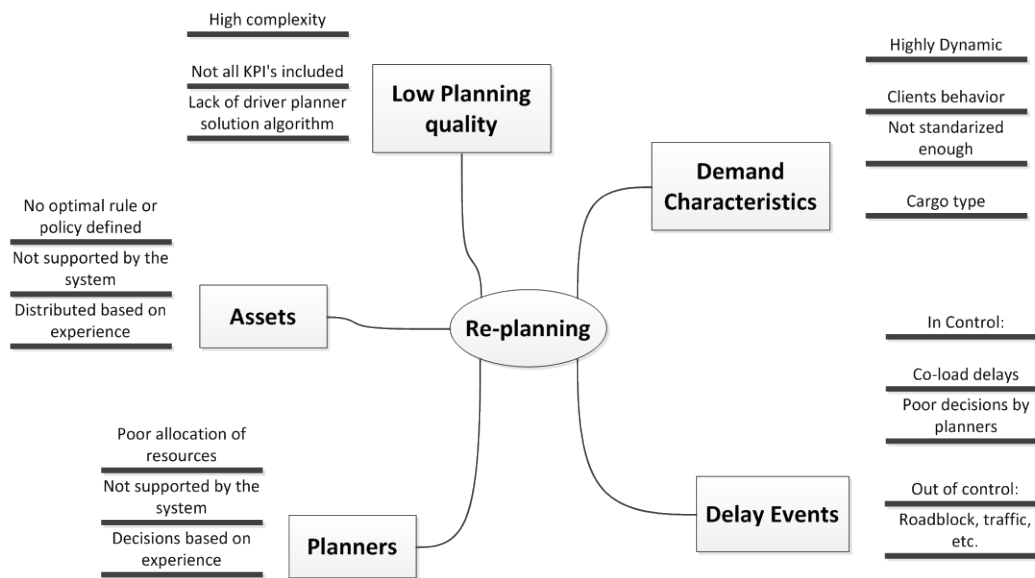 High complexity
Not all KPI's included
Lack of driver planner
solution algorithm
Low Planning
quality
Highly Dynamic
Clients behavior
Not standarized
enough
Cargo type
Demand
Characteristics
No optimal rule or
policy defined
Not supported by the
system
Distributed based on
experience
Assets
Re-planning
In Control:
Co-load delays
Poor decisions by
planners
Out of control:
Roadblock, traffic,
etc.
Delay Events
Poor allocation of
resources
Not supported by the
system
Decisions based on
experience
Planners